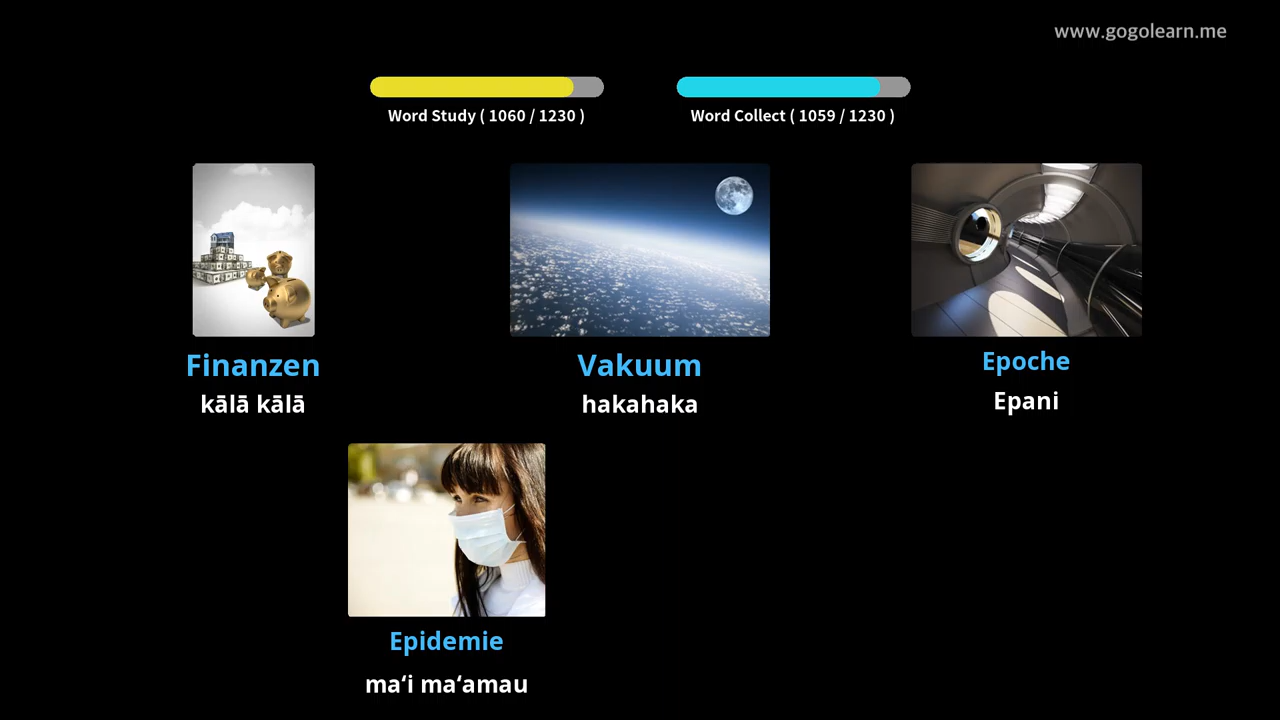 www.gogolearn.me
Word Study ( 1060 / 1230 )
Word Collect ( 1059 / 1230 )
Finanzen
kālā kālā
Vakuum
hakahaka
Epoche
Epani
Epidemie
maʻi maʻamau